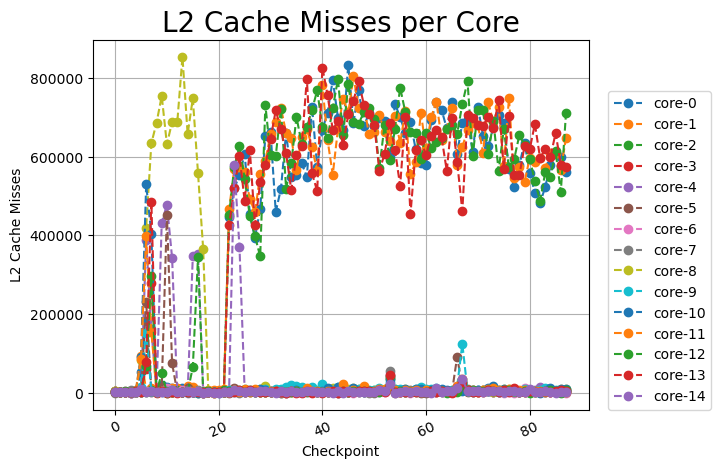 L2 Cache Misses per Core
L2 Cache Misses
800000
600000
400000
200000
0
0
20
40
60
80
Checkpoint
core-0
core-1
core-2
core-3
core-4
core-5
core-6
core-7
core-8
core-9
core-10
core-11
core-12
core-13
core-14